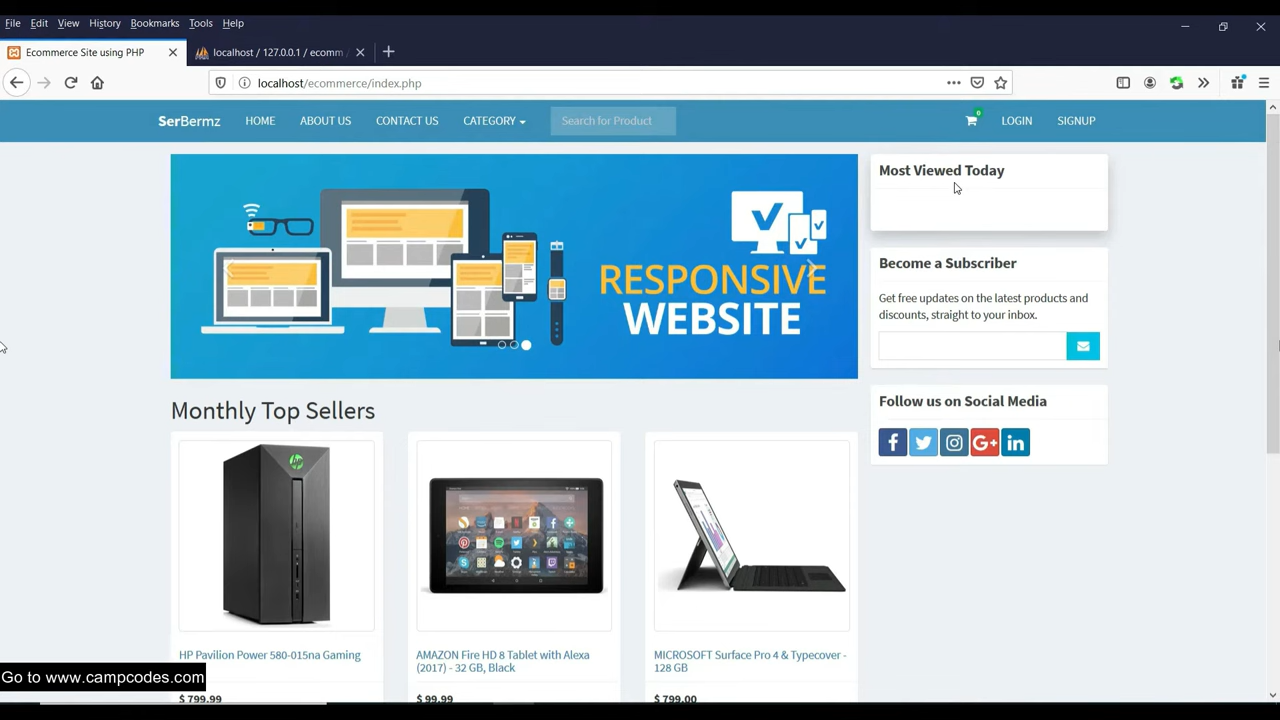 File Edit View History Bookmarks Tools Help
Ecommerce Site using PHP
localhost / 127.0.0.1 / ecomm
localhost/ecommerce/index.php
SerBermz HOME ABOUT US CONTACT US CATEGORY Search for Product 0 LOGIN SIGNUP
RESPONSIVE
WEBSITE
Most Viewed Today
Become a Subscriber
Get free updates on the latest products and
discounts, straight to your inbox.
Follow us on Social Media
Monthly Top Sellers
HP Pavilion Power 580-015na Gaming
AMAZON Fire HD 8 Tablet with Alexa
(2017) - 32 GB, Black
MICROSOFT Surface Pro 4 & Typecover -
128 GB
$ 799.99
$ 99.99
$ 799.00
Go to www.campcodes.com